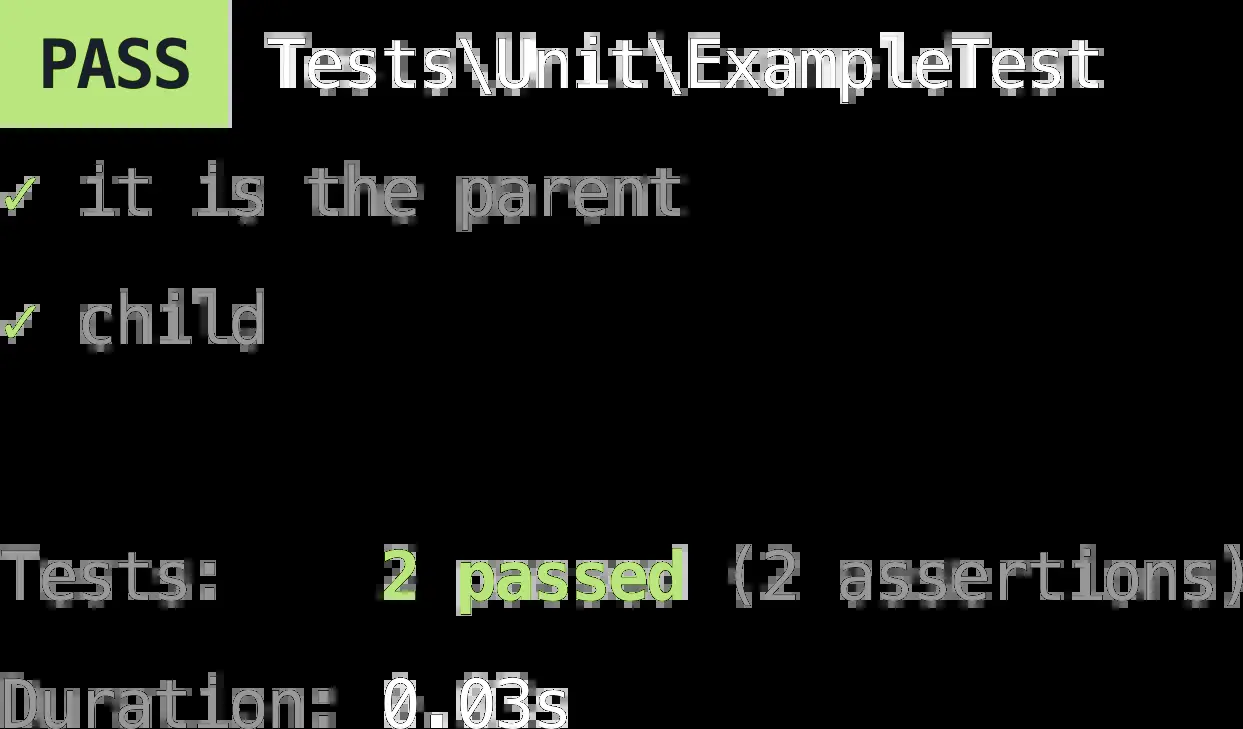 PASS Tests\Unit\ExampleTest
✓ it is the parent
✓ child
Tests: 2 passed (2 assertions)
Duration: 0.03s